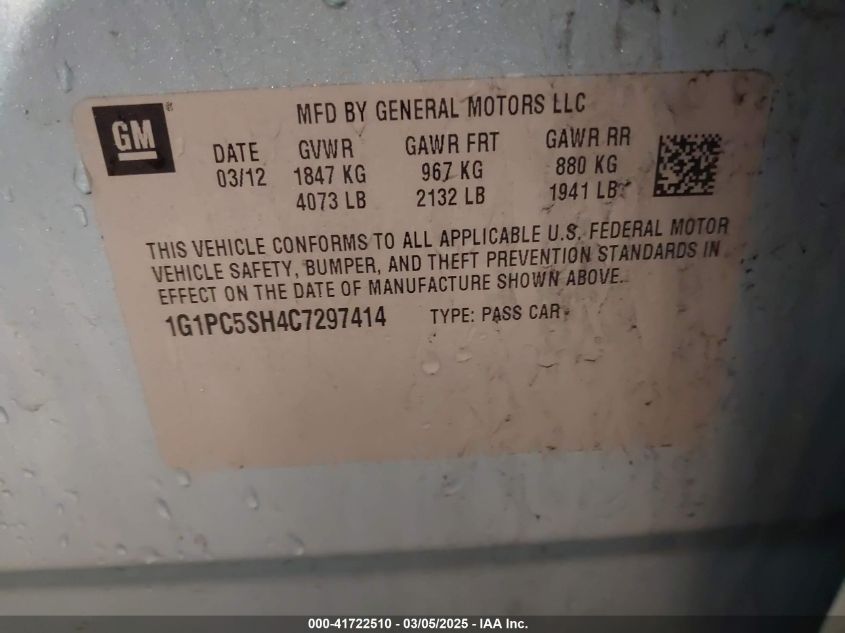 GM®
MFD BY GENERAL MOTORS LLC
DATE GVWR GAWR FRT GAWR RR
03/12 1847 KG 967 KG 880 KG
4073 LB 2132 LB 1941 LB
THIS VEHICLE CONFORMS TO ALL APPLICABLE U.S. FEDERAL MOTOR
VEHICLE SAFETY, BUMPER, AND THEFT PREVENTION STANDARDS IN
EFFECT ON THE DATE OF MANUFACTURE SHOWN ABOVE.
1G1PC5SH4C7297414 TYPE: PASS CAR
000-41722510 - 03/05/2025 - IAA Inc.